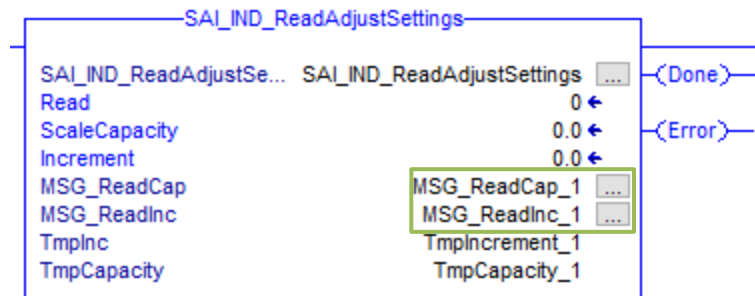 SAI_IND_ReadAdjustSettings
SAI_IND_ReadAdjustSe... SAI_IND_ReadAdjustSettings ... (Done)
Read 0
ScaleCapacity 0.0 (Error)
Increment 0.0
MSG_ReadCap MSG_ReadCap_1 ...
MSG_ReadInc MSG_ReadInc_1 ...
TmpInc TmpIncrement_1
TmpCapacity TmpCapacity_1